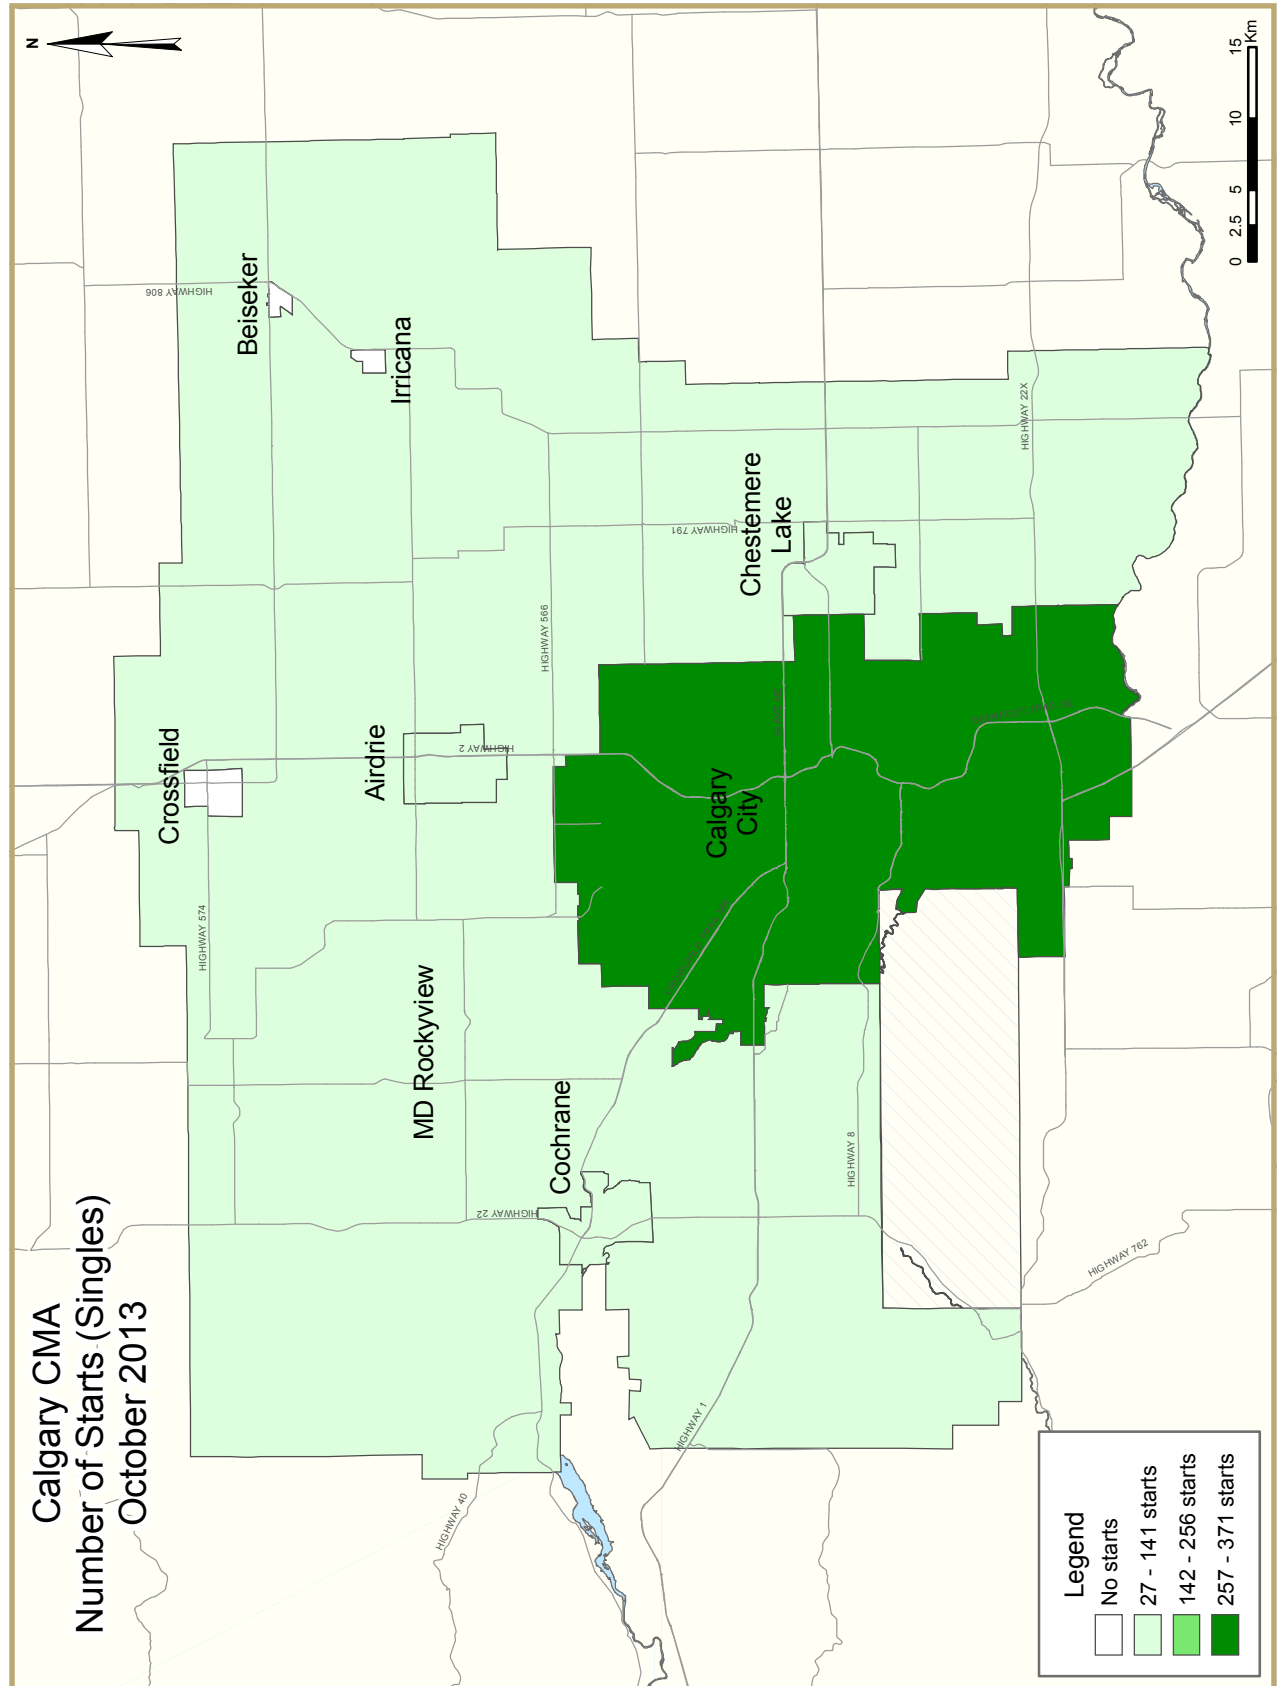 Calgary CMA
Number of Starts (Singles)
October 2013
N
Crossfield
Beiseker
Irricana
Airdrie
MD Rockyview
Cochrane
Calgary
City
Chestemere
Lake
HIGHWAY 806
HIGHWAY 574
HIGHWAY 2
HIGHWAY 566
HIGHWAY 791
HIGHWAY 22
HIGHWAY 22X
HIGHWAY 40
HIGHWAY 1
HIGHWAY 8
HIGHWAY 762
Legend
No starts
27 - 141 starts
142 - 256 starts
257 - 371 starts
0 2.5 5 10 15
Km